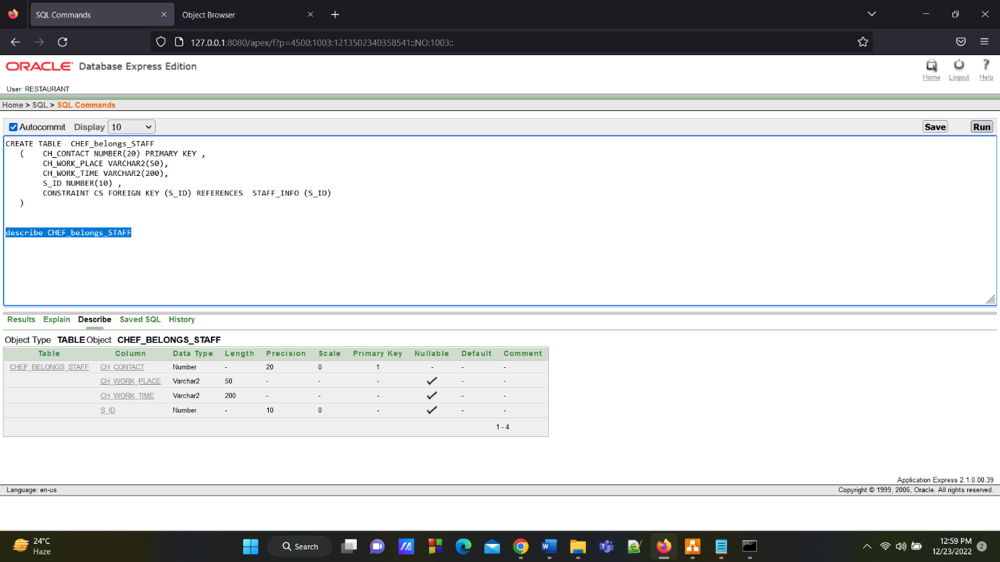 SQL Commands
Object Browser
127.0.0.1:8080/apex/f?p=4500:1003:1213502340358541::NO:1003::
ORACLE Database Express Edition
Home Logout Help
User: RESTAURANT
Home > SQL > SQL Commands
Autocommit Display 10 Save Run
CREATE TABLE CHEF_belongs_STAFF
( CH_CONTACT NUMBER(20) PRIMARY KEY ,
CH_WORK_PLACE VARCHAR2(50),
CH_WORK_TIME VARCHAR2(200),
S_ID NUMBER(10) ,
CONSTRAINT CS FOREIGN KEY (S_ID) REFERENCES STAFF_INFO (S_ID)
)
describe CHEF_belongs_STAFF
Results Explain Describe Saved SQL History
Object Type TABLE Object CHEF_BELONGS_STAFF
Table Column Data Type Length Precision Scale Primary Key Nullable Default Comment
CHEF_BELONGS_STAFF CH_CONTACT Number - 20 0 1 - - -
CH_WORK_PLACE Varchar2 50 - - - ✓ - -
CH_WORK_TIME Varchar2 200 - - - ✓ - -
S_ID Number - 10 0 - ✓ - -
1 - 4
Application Express 2.1.0.00.39
Language: en-us Copyright © 1999, 2006, Oracle. All rights reserved.
24°C
Haze
Search
12:59 PM
12/23/2022
2